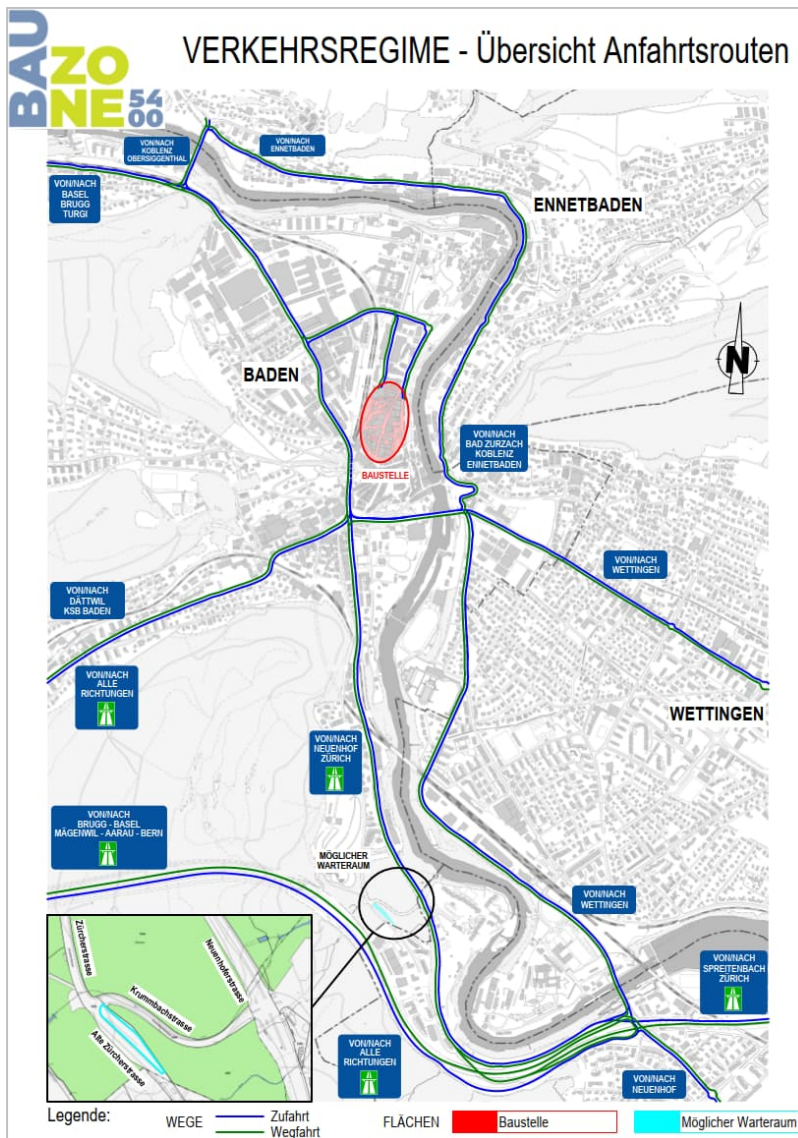 BAU
ZO
NE 54
00
VERKEHRSREGIME - Übersicht Anfahrtsrouten
VON/NACH
KOBLENZ
OBERSIGGENTHAL
VON/NACH
ENNETBADEN
VON/NACH
BASEL
BRUGG
TURGI
ENNETBADEN
N
BADEN
BAUSTELLE
VON/NACH
BAD ZURZACH
KOBLENZ
ENNETBADEN
VON/NACH
WETTINGEN
VON/NACH
DÄTTWIL
KSB BADEN
VON/NACH
ALLE
RICHTUNGEN
WETTINGEN
VON/NACH
NEUENHOF
ZÜRICH
VON/NACH
BRUGG - BASEL
MÄGENWIL - AARAU - BERN
MÖGLICHER
WARTERAUM
VON/NACH
WETTINGEN
VON/NACH
SPREITENBACH
ZÜRICH
Zürcherstrasse
Neuenhoferstrasse
Krummbachstrasse
Alte Zürcherstrasse
VON/NACH
ALLE
RICHTUNGEN
VON/NACH
NEUENHOF
Legende:
WEGE
Zufahrt
Wegfahrt
FLÄCHEN
Baustelle
Möglicher Warteraum